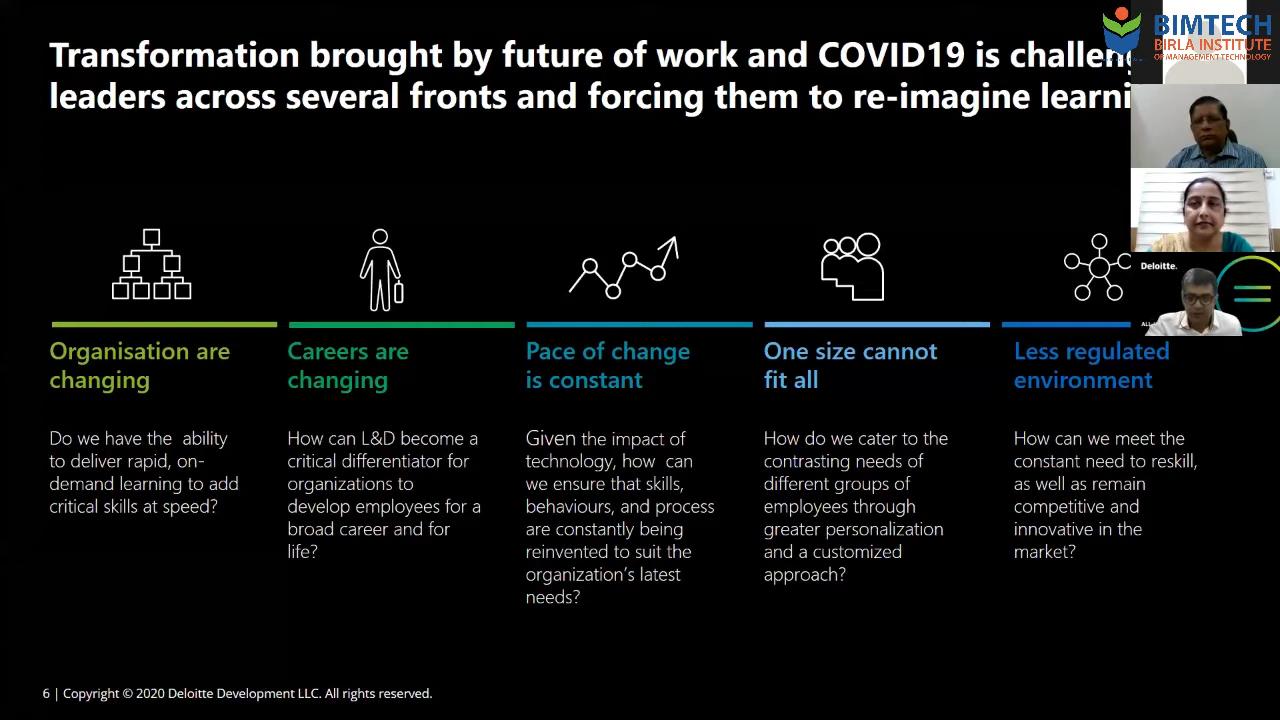 Transformation brought by future of work and COVID19 is
leaders across several fronts and forcing them to re-imagine
BIMTECH
BIRLA INSTITUTE
OF MANAGEMENT TECHNOLOGY
Deloitte.
Organisation are
changing
Do we have the ability
to deliver rapid, on-
demand learning to add
critical skills at speed?
Careers are
changing
How can L&D become a
critical differentiator for
organizations to
develop employees for a
broad career and for
life?
Pace of change
is constant
Given the impact of
technology, how can
we ensure that skills,
behaviours, and process
are constantly being
reinvented to suit the
organization's latest
needs?
One size cannot
fit all
How do we cater to the
contrasting needs of
different groups of
employees through
greater personalization
and a customized
approach?
Less regulated
environment
How can we meet the
constant need to reskill,
as well as remain
competitive and
innovative in the
market?
6 | Copyright © 2020 Deloitte Development LLC. All rights reserved.